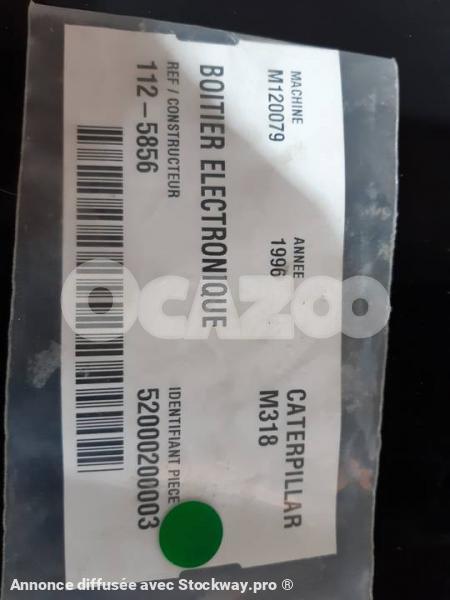 MACHINE
M120079
ANNEE
1996
CATERPILLAR
M318
BOITIER ELECTRONIQUE
REF / CONSTRUCTEUR
112-5856
IDENTIFIANT PIECE
52000200003
OCAZOO
Annonce diffusée avec Stockway.pro ®